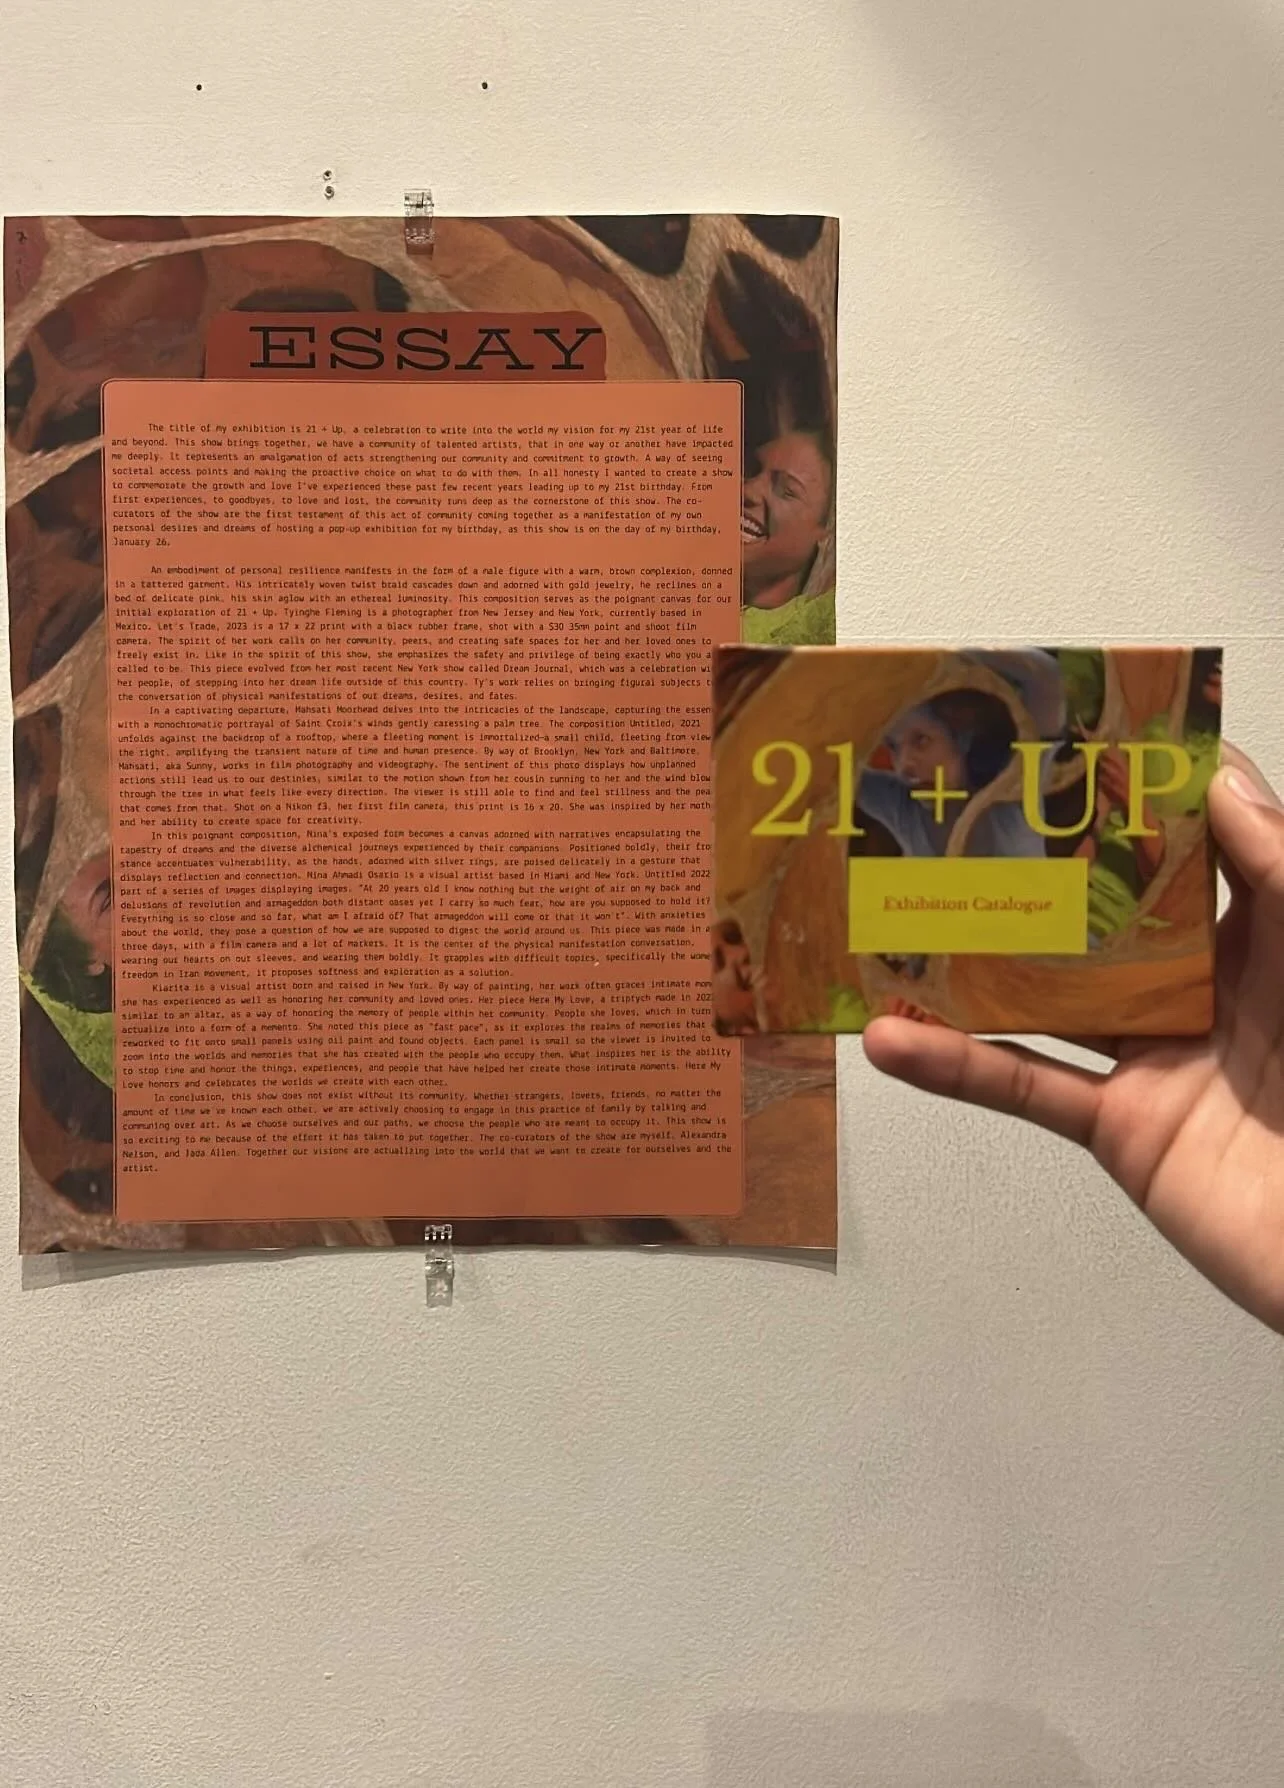 ESSAY
The title of my exhibition is 21 + Up, a celebration to write into the world my vision for my 21st year of life
and beyond. This show brings together, we have a community of talented artists, that in one way or another have impacted
me deeply. It represents an amalgamation of acts strengthening our community and commitment to growth. A way of seeing
societal access points and making the proactive choice on what to do with them. In all honesty I wanted to create a show
to commemorate the growth and love I've experienced these past few recent years leading up to my 21st birthday. From
first experiences, to goodbyes, to love and lost, the community runs deep as the cornerstone of this show. The co-
curators of the show are the first testament of this act of community coming together as a manifestation of my own
personal desires and dreams of hosting a pop-up exhibition for my birthday, as this show is on the day of my birthday,
January 26.
An embodiment of personal resilience manifests in the form of a male figure with a warm, brown complexion, donned
in a tattered garment. His intricately woven twist braid cascades down and adorned with gold jewelry, he reclines on a
bed of delicate pink, his skin aglow with an ethereal luminosity. This composition serves as the poignant canvas for our
initial exploration of 21 + Up. Tyinghe Fleming is a photographer from New Jersey and New York, currently based in
Mexico. Let's Trade, 2023 is a 17 x 22 print with a black rubber frame, shot with a $30 35mm point and shoot film
camera. The spirit of her work calls on her community, peers, and creating safe spaces for her and her loved ones to
freely exist in. Like in the spirit of this show, she emphasizes the safety and privilege of being exactly who you a
called to be. This piece evolved from her most recent New York show called Dream Journal, which was a celebration wi
her people, of stepping into her dream life outside of this country. Ty's work relies on bringing figural subjects t
the conversation of physical manifestations of our dreams, desires, and fates.
In a captivating departure, Mahsati Moorhead delves into the intricacies of the landscape, capturing the essen
with a monochromatic portrayal of Saint Croix's winds gently caressing a palm tree. The composition Untitled, 2021
unfolds against the backdrop of a rooftop, where a fleeting moment is immortalized—a small child, fleeting from view
the right, amplifying the transient nature of time and human presence. By way of Brooklyn, New York and Baltimore,
Mahsati, aka Sunny, works in film photography and videography. The sentiment of this photo displays how unplanned
actions still lead us to our destinies, similar to the motion shown from her cousin running to her and the wind blow
through the tree in what feels like every direction. The viewer is still able to find and feel stillness and the pea
that comes from that. Shot on a Nikon f3, her first film camera, this print is 16 x 20. She was inspired by her moth
and her ability to create space for creativity.
In this poignant composition, Nina's exposed form becomes a canvas adorned with narratives encapsulating the
tapestry of dreams and the diverse alchemical journeys experienced by their companions. Positioned boldly, their fro
stance accentuates vulnerability, as the hands, adorned with silver rings, are poised delicately in a gesture that
displays reflection and connection. Nina Ahmadi Osario is a visual artist based in Miami and New York. Untitled 2022
part of a series of images displaying images. "At 20 years old I know nothing but the weight of air on my back and
delusions of revolution and armageddon both distant oases yet I carry so much fear, how are you supposed to hold it?
Everything is so close and so far, what am I afraid of? That armageddon will come or that it won't". With anxieties
about the world, they pose a question of how we are supposed to digest the world around us. This piece was made in a
three days, with a film camera and a lot of markers. It is the center of the physical manifestation conversation,
wearing our hearts on our sleeves, and wearing them boldly. It grapples with difficult topics, specifically the wome
freedom in Iran movement, it proposes softness and exploration as a solution.
Kiarita is a visual artist born and raised in New York. By way of painting, her work often graces intimate mom
she has experienced as well as honoring her community and loved ones. Her piece Here My Love, a triptych made in 202
similar to an altar, as a way of honoring the memory of people within her community. People she loves, which in turn
actualize into a form of a memento. She noted this piece as "fast pace", as it explores the realms of memories that
reworked to fit onto small panels using oil paint and found objects. Each panel is small so the viewer is invited to
zoom into the worlds and memories that she has created with the people who occupy them. What inspires her is the ability
to stop time and honor the things, experiences, and people that have helped her create those intimate moments. Here My
Love honors and celebrates the worlds we create with each other.
In conclusion, this show does not exist without its community. Whether strangers, lovers, friends, no matter the
amount of time we've known each other, we are actively choosing to engage in this practice of family by talking and
communing over art. As we choose ourselves and our paths, we choose the people who are meant to occupy it. This show is
so exciting to me because of the effort it has taken to put together. The co-curators of the show are myself, Alexandra
Nelson, and Jada Allen. Together our visions are actualizing into the world that we want to create for ourselves and the
artist.
21 + UP
Exhibition Catalogue